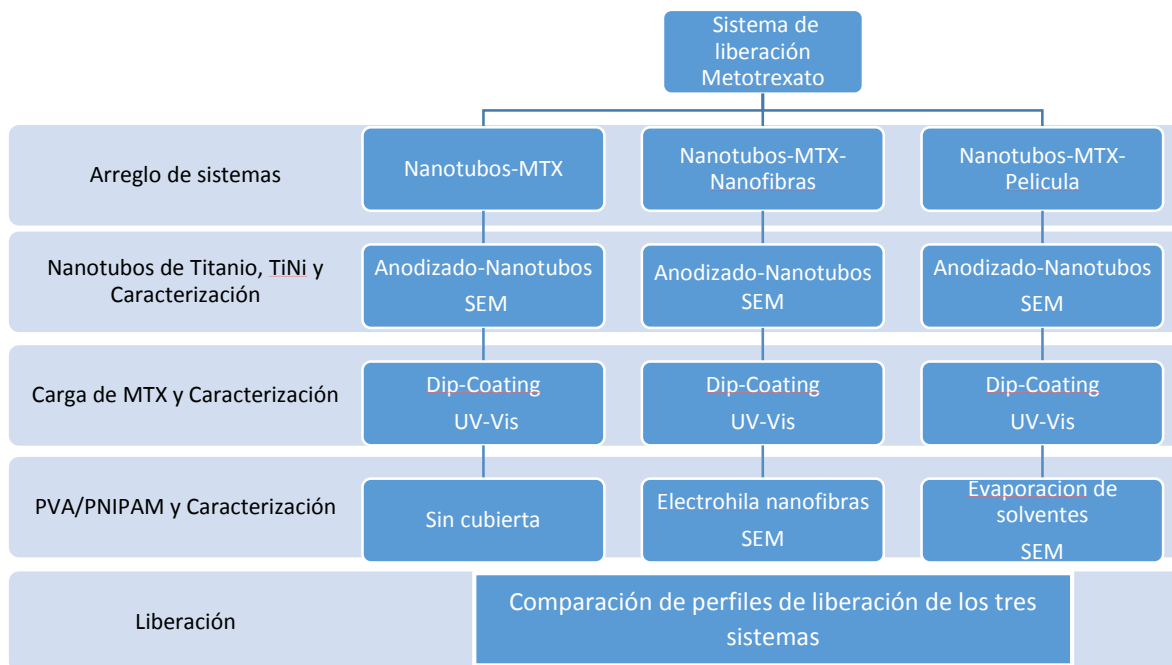 Sistema de
liberación
Metotrexato
Arreglo de sistemas
Nanotubos-MTX
Nanotubos-MTX-
Nanofibras
Nanotubos-MTX-
Pelicula
Nanotubos de Titanio, TiNi y
Caracterización
Anodizado-Nanotubos
SEM
Anodizado-Nanotubos
SEM
Anodizado-Nanotubos
SEM
Carga de MTX y Caracterización
Dip-Coating
UV-Vis
Dip-Coating
UV-Vis
Dip-Coating
UV-Vis
PVA/PNIPAM y Caracterización
Sin cubierta
Electrohila nanofibras
SEM
Evaporacion de
solventes
SEM
Liberación
Comparación de perfiles de liberación de los tres
sistemas